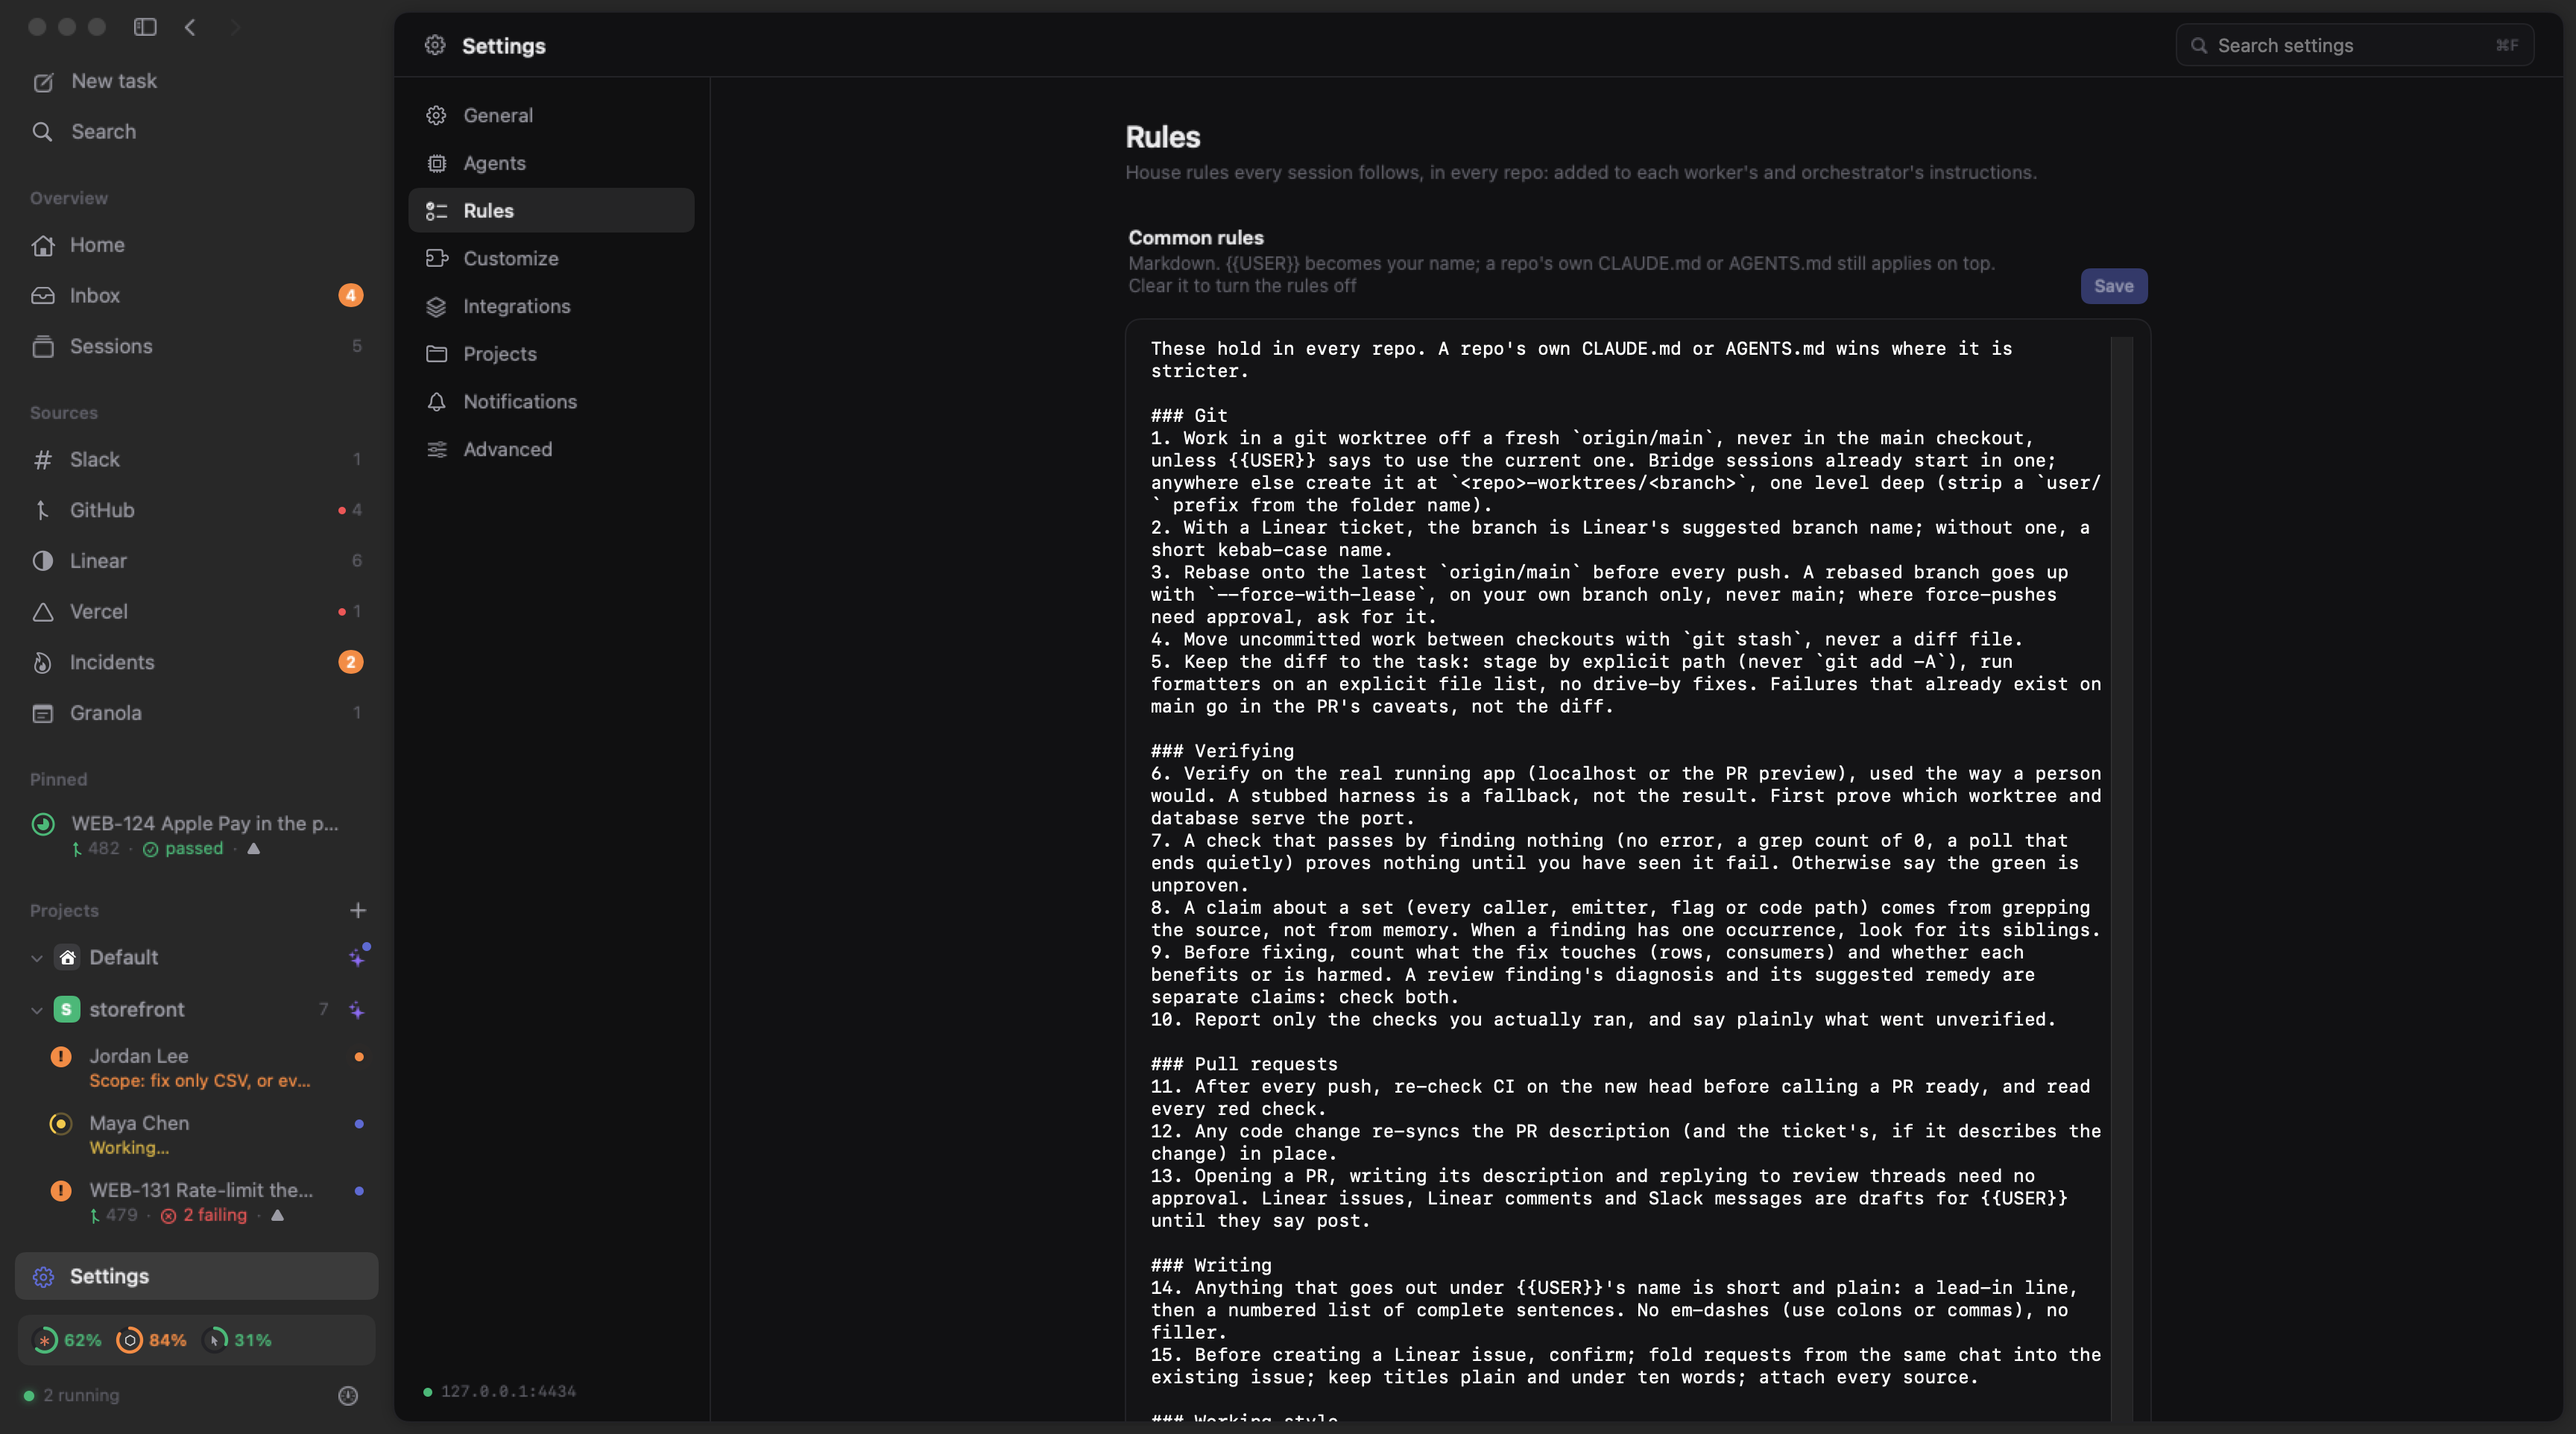 New task
Search
Overview
Home
Inbox 4
Sessions 5
Sources
Slack 1
GitHub 4
Linear 6
Vercel 1
Incidents 2
Granola 1
Pinned
WEB-124 Apple Pay in the p...
482 · passed ·
Projects
Default
S storefront 7
Jordan Lee
Scope: fix only CSV, or ev...
Maya Chen
Working...
WEB-131 Rate-limit the...
479 · 2 failing ·
Settings
62% 84% 31%
2 running
Settings
Search settings ⌘F
General
Agents
Rules
Customize
Integrations
Projects
Notifications
Advanced
127.0.0.1:4434
Rules
House rules every session follows, in every repo: added to each worker's and orchestrator's instructions.
Common rules
Markdown. {{USER}} becomes your name; a repo's own CLAUDE.md or AGENTS.md still applies on top.
Clear it to turn the rules off
Save
These hold in every repo. A repo's own CLAUDE.md or AGENTS.md wins where it is
stricter.
### Git
1. Work in a git worktree off a fresh `origin/main`, never in the main checkout,
unless {{USER}} says to use the current one. Bridge sessions already start in one;
anywhere else create it at `<repo>-worktrees/<branch>`, one level deep (strip a `user/
` prefix from the folder name).
2. With a Linear ticket, the branch is Linear's suggested branch name; without one, a
short kebab-case name.
3. Rebase onto the latest `origin/main` before every push. A rebased branch goes up
with `--force-with-lease`, on your own branch only, never main; where force-pushes
need approval, ask for it.
4. Move uncommitted work between checkouts with `git stash`, never a diff file.
5. Keep the diff to the task: stage by explicit path (never `git add -A`), run
formatters on an explicit file list, no drive-by fixes. Failures that already exist on
main go in the PR's caveats, not the diff.
### Verifying
6. Verify on the real running app (localhost or the PR preview), used the way a person
would. A stubbed harness is a fallback, not the result. First prove which worktree and
database serve the port.
7. A check that passes by finding nothing (no error, a grep count of 0, a poll that
ends quietly) proves nothing until you have seen it fail. Otherwise say the green is
unproven.
8. A claim about a set (every caller, emitter, flag or code path) comes from grepping
the source, not from memory. When a finding has one occurrence, look for its siblings.
9. Before fixing, count what the fix touches (rows, consumers) and whether each
benefits or is harmed. A review finding's diagnosis and its suggested remedy are
separate claims: check both.
10. Report only the checks you actually ran, and say plainly what went unverified.
### Pull requests
11. After every push, re-check CI on the new head before calling a PR ready, and read
every red check.
12. Any code change re-syncs the PR description (and the ticket's, if it describes the
change) in place.
13. Opening a PR, writing its description and replying to review threads need no
approval. Linear issues, Linear comments and Slack messages are drafts for {{USER}}
until they say post.
### Writing
14. Anything that goes out under {{USER}}'s name is short and plain: a lead-in line,
then a numbered list of complete sentences. No em-dashes (use colons or commas), no
filler.
15. Before creating a Linear issue, confirm; fold requests from the same chat into the
existing issue; keep titles plain and under ten words; attach every source.
### Working style